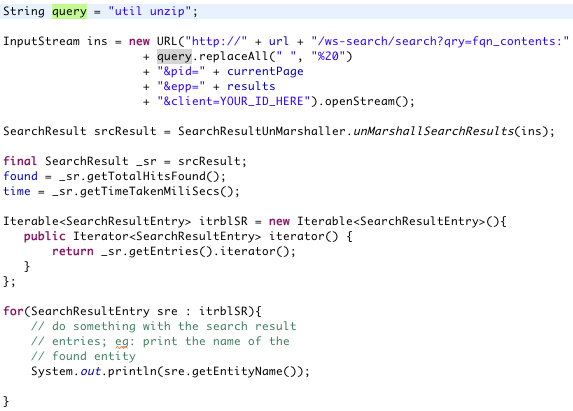 String query = "util unzip";
InputStream ins = new URL("http://" + url + "/ws-search/search?qry=fqn_contents:"
+ query.replaceAll(" ", "%20")
+ "&pid=" + currentPage
+ "&epp=" + results
+ "&client=YOUR_ID_HERE").openStream();
SearchResult srcResult = SearchResultUnMarshaller.unMarshallSearchResults(ins);
final SearchResult _sr = srcResult;
found = _sr.getTotalHitsFound();
time = _sr.getTimeTakenMiliSecs();
Iterable<SearchResultEntry> itrblSR = new Iterable<SearchResultEntry>(){
public Iterator<SearchResultEntry> iterator() {
return _sr.getEntries().iterator();
}
};
for(SearchResultEntry sre : itrblSR){
// do something with the search result
// entries; eg: print the name of the
// found entity
System.out.println(sre.getEntityName());
}